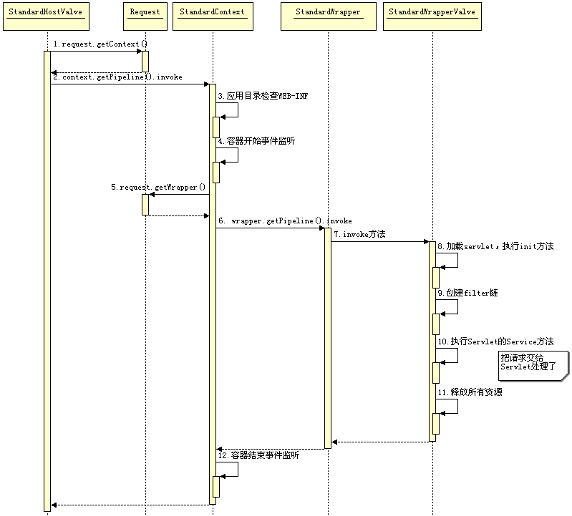 StandardHostValve
Request
StandardContext
StandardWrapper
StandardWrapperValve
1.request.getContext()
2.context.getPipeline().invoke
3.应用目录检查WEB-INF
4.容器开始事件监听
5.request.getWrapper()
6. wrapper.getPipeline().invoke
7.invoke方法
8.加载servlet，执行init方法
9.创建filter链
10.执行Servlet的Service方法
把请求交给
Servlet处理了
11.释放所有资源
12.容器结束事件监听